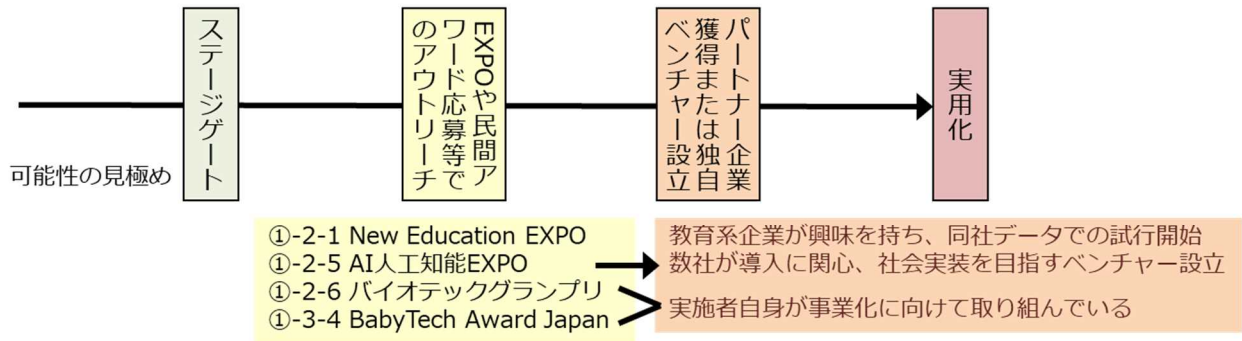 ステージゲート
EXPOや民間ア
ワード応募等で
のアウトリーチ
パートナー企業
獲得または独自
ベンチャー設立
実用化
可能性の見極め
①-2-1 New Education EXPO
①-2-5 AI人工知能EXPO
①-2-6 バイオテックグランプリ
①-3-4 BabyTech Award Japan
教育系企業が興味を持ち、同社データでの試行開始
数社が導入に関心、社会実装を目指すベンチャー設立
実施者自身が事業化に向けて取り組んでいる